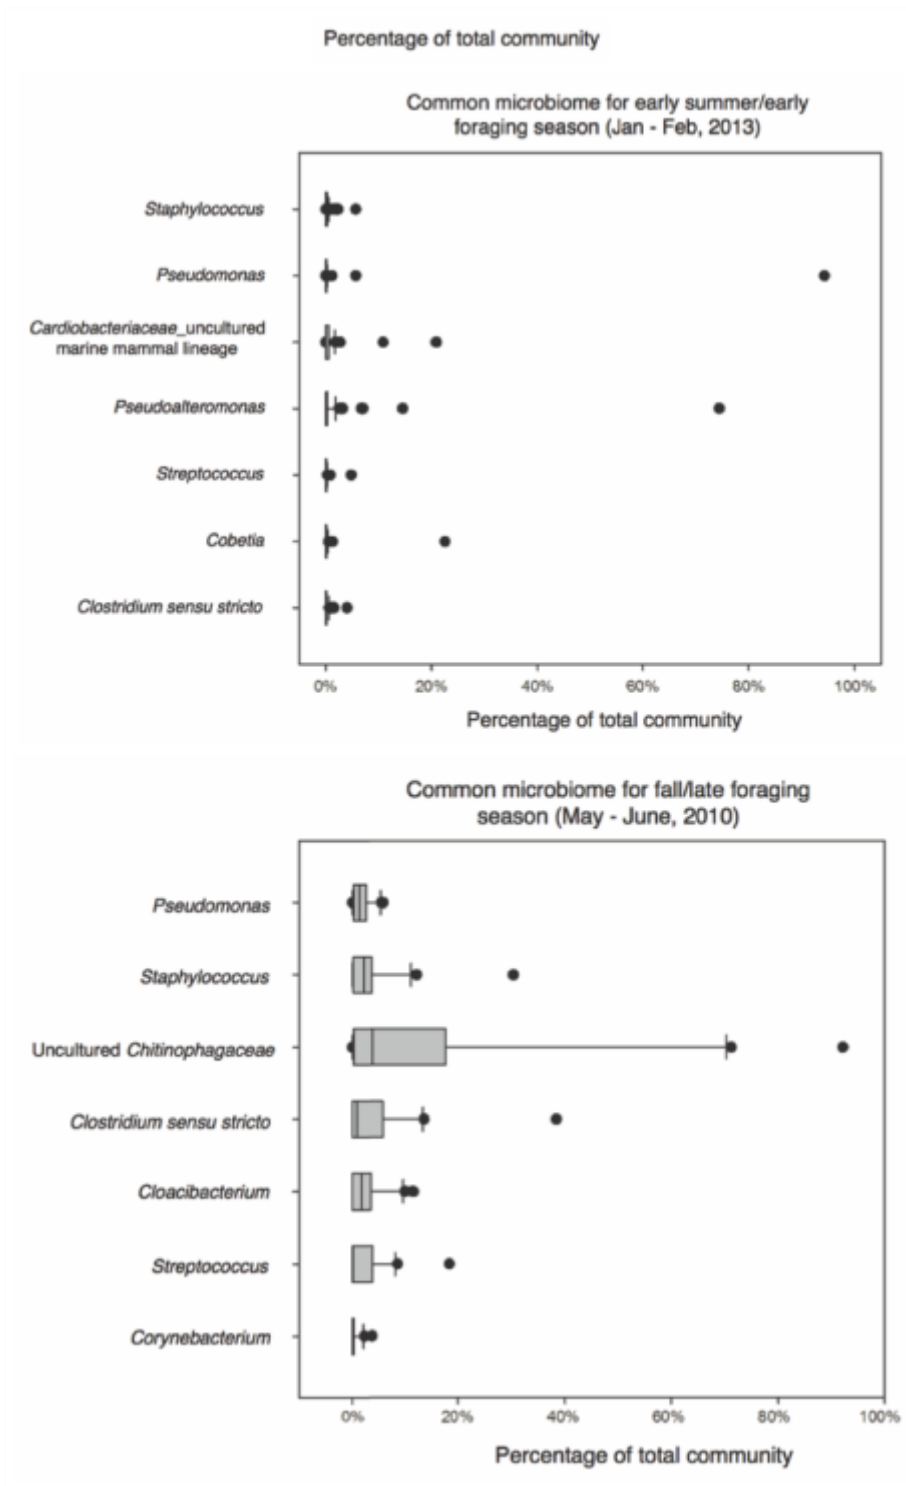 Percentage of total community
Common microbiome for early summer/early
foraging season (Jan - Feb, 2013)
Staphylococcus
Pseudomonas
Cardiobacteriaceae_uncultured
marine mammal lineage
Pseudoalteromonas
Streptococcus
Cobetia
Clostridium sensu stricto
0% 20% 40% 60% 80% 100%
Percentage of total community
Common microbiome for fall/late foraging
season (May - June, 2010)
Pseudomonas
Staphylococcus
Uncultured Chitinophagaceae
Clostridium sensu stricto
Cloacibacterium
Streptococcus
Corynebacterium
0% 20% 40% 60% 80% 100%
Percentage of total community